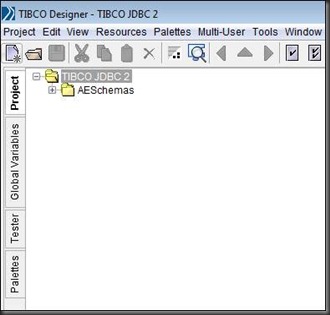 TIBCO Designer - TIBCO JDBC 2
Project Edit View Resources Palettes Multi-User Tools Window
Project
Global Variables
Tester
Palettes
TIBCO JDBC 2
AESchemas